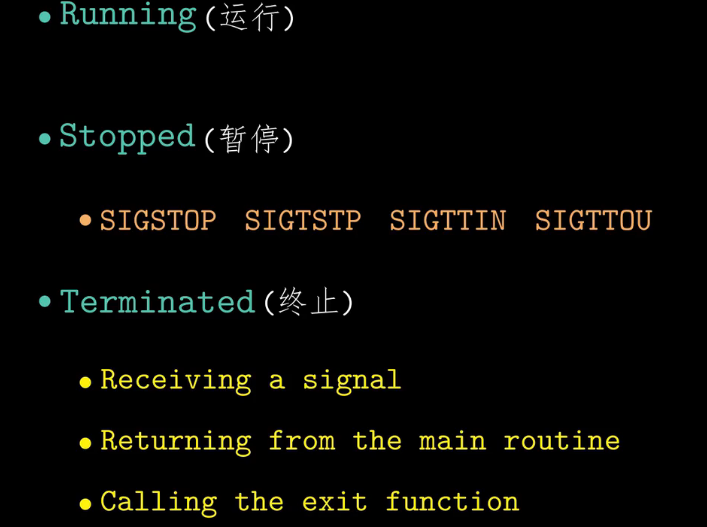 • Running(运行)
• Stopped(暂停)
• SIGSTOP SIGTSTP SIGTTIN SIGTTOU
• Terminated(终止)
• Receiving a signal
• Returning from the main routine
• Calling the exit function